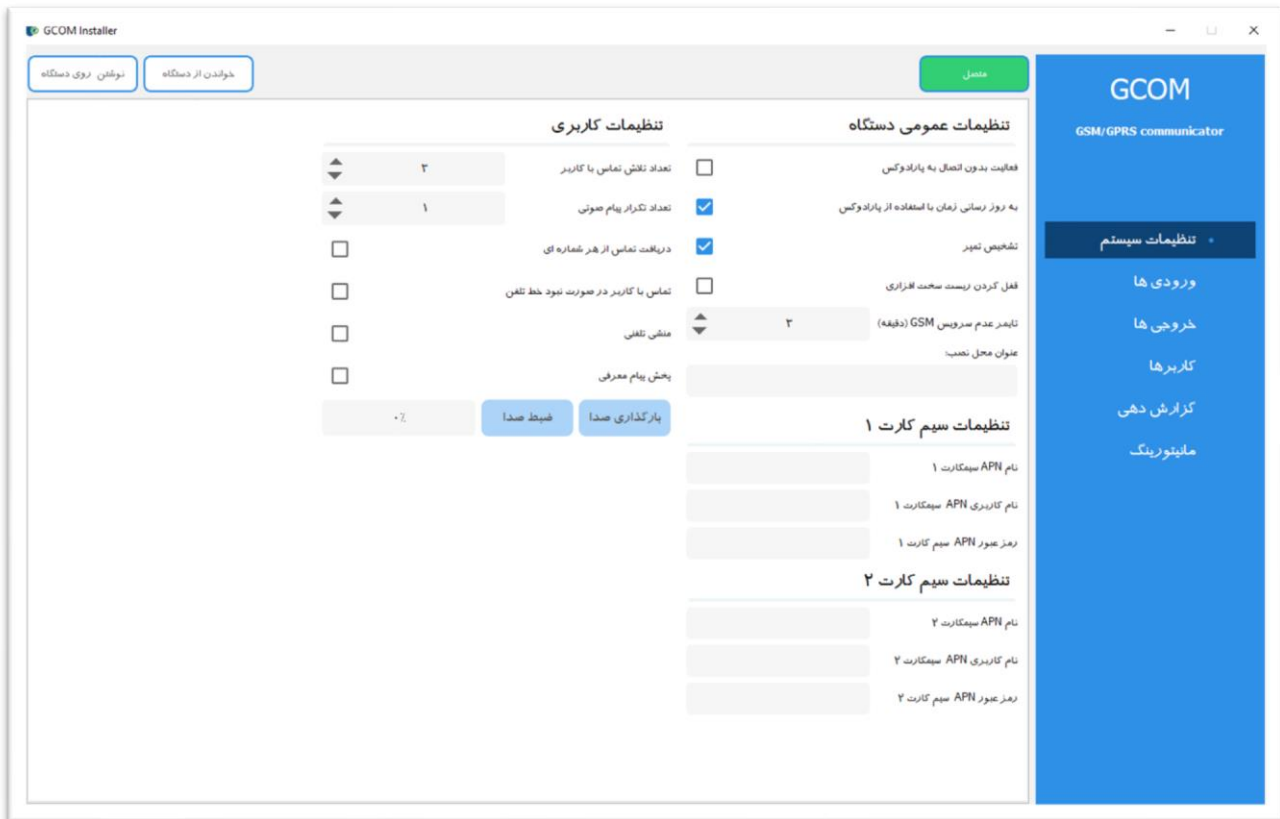 GCOM Installer
متصل
خواندن از دستگاه
نوشتن روی دستگاه
GCOM
GSM/GPRS communicator
تنظیمات سیستم
ورودی ها
خروجی ها
کاربرها
گزارش دهی
مانیتورینگ
تنظیمات عمومی دستگاه
فعالیت بدون اتصال به پارادوکس
به روز رسانی زمان با استفاده از پارادوکس
تشخیص تمپر
قفل کردن ریست سخت افزاری
تایمر عدم سرویس GSM (دقیقه) ۳
عنوان محل نصب:
تنظیمات سیم کارت ۱
نام APN سیمکارت ۱
نام کاربری APN سیمکارت ۱
رمز عبور APN سیم کارت ۱
تنظیمات سیم کارت ۲
نام APN سیمکارت ۲
نام کاربری APN سیمکارت ۲
رمز عبور APN سیم کارت ۲
تنظیمات کاربری
تعداد تلاش تماس با کاربر ۳
تعداد تکرار پیام صوتی ۱
دریافت تماس از هر شماره ای
تماس با کاربر در صورت نبود خط تلفن
منشی تلفنی
پخش پیام معرفی
بارگذاری صدا ضبط صدا ۰٪